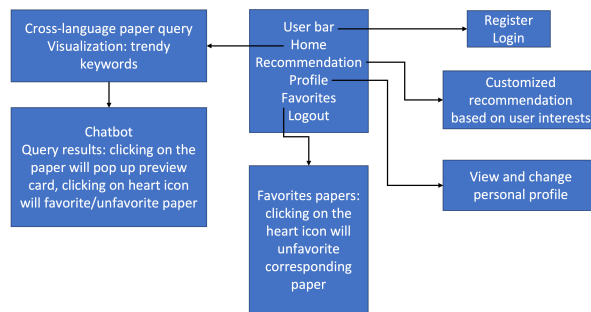 Cross-language paper query
Visualization: trendy
keywords
Chatbot
Query results: clicking on the
paper will pop up preview
card, clicking on heart icon
will favorite/unfavorite paper
User bar
Home
Recommendation
Profile
Favorites
Logout
Favorites papers:
clicking on the
heart icon will
unfavorite
corresponding
paper
Register
Login
Customized
recommendation
based on user interests
View and change
personal profile